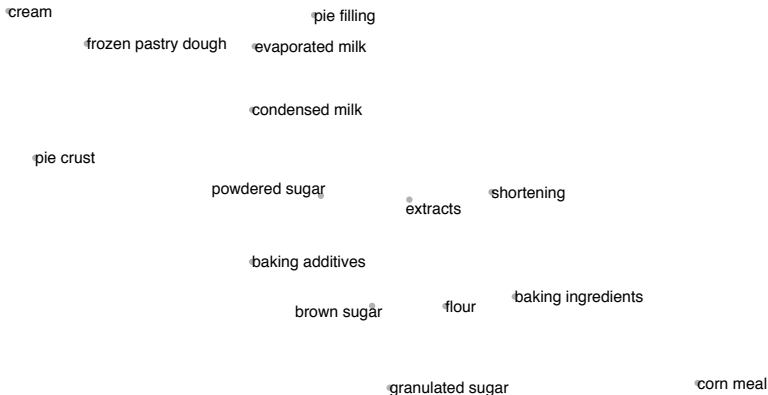 cream
pie filling
frozen pastry dough
evaporated milk
condensed milk
pie crust
powdered sugar
shortening
extracts
baking additives
baking ingredients
brown sugar
flour
granulated sugar
corn meal